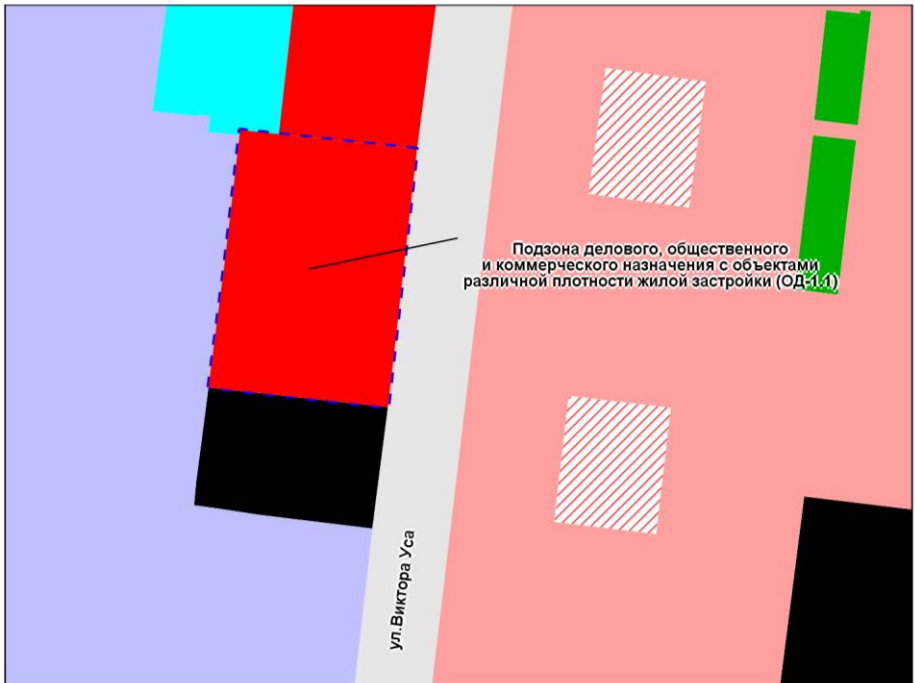 Подзона делового, общественного
и коммерческого назначения с объектами
различной плотности жилой застройки (ОД-1.1)
ул.Виктора Уса